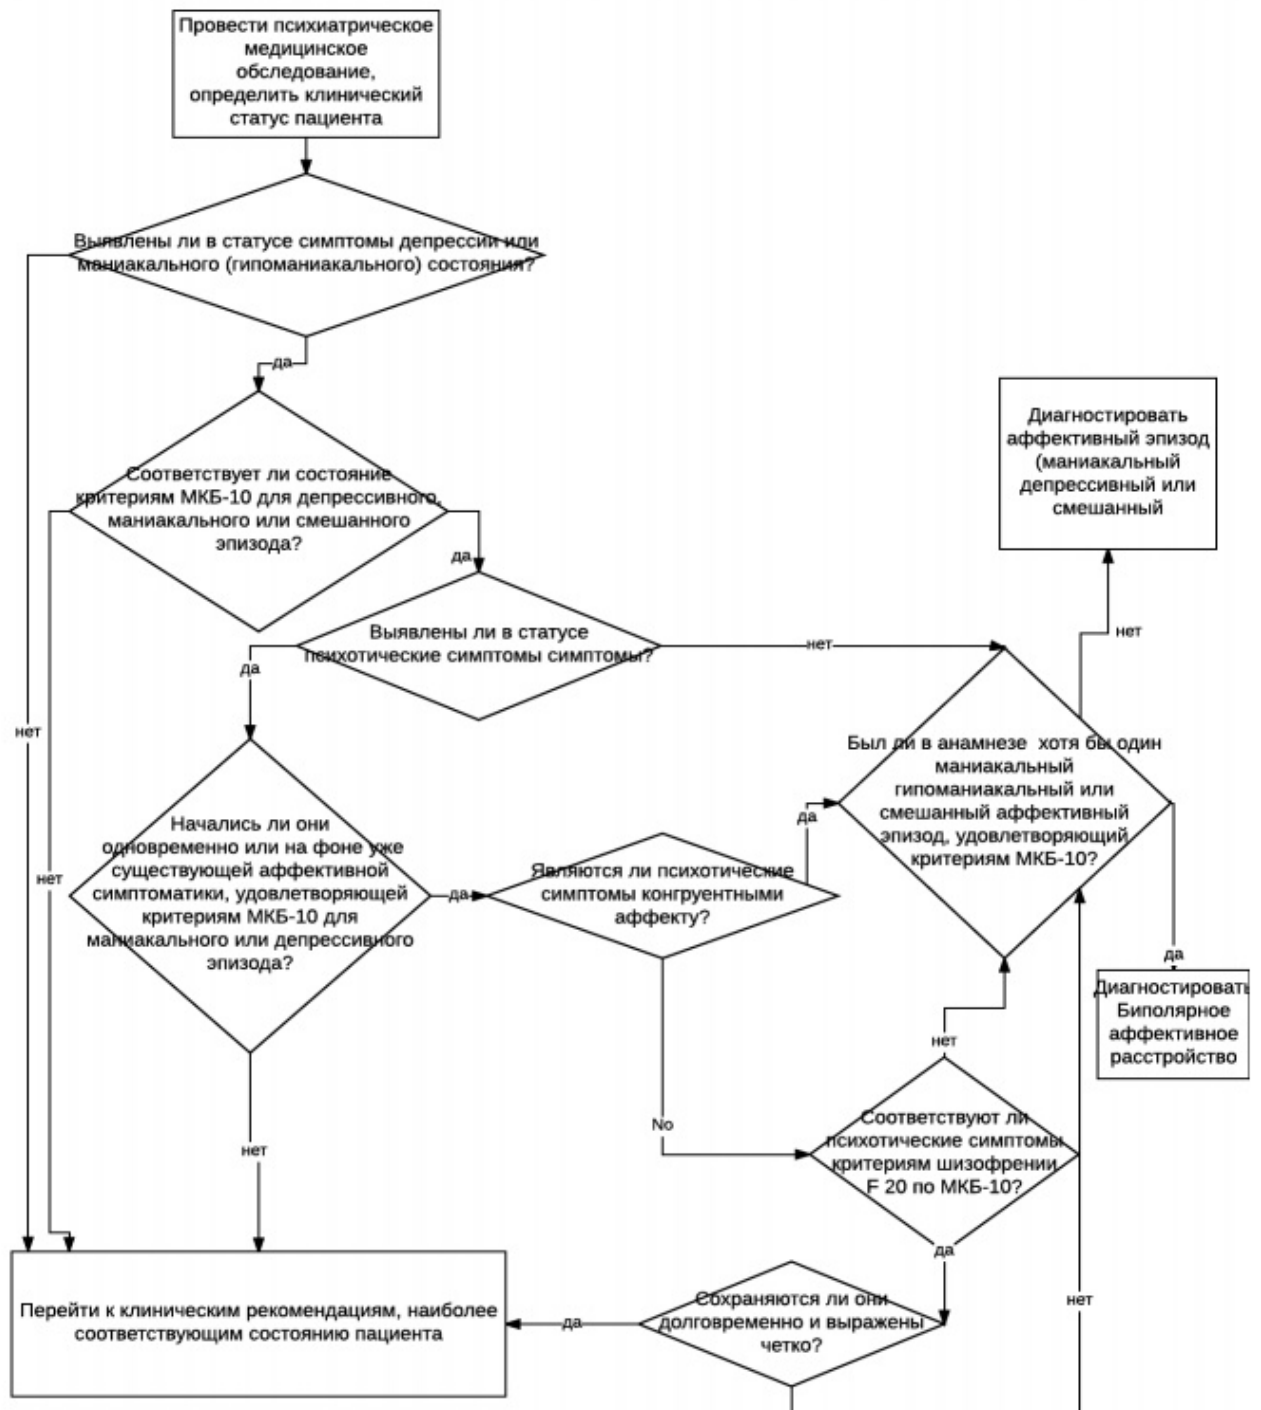 Провести психиатрическое
медицинское
обследование,
определить клинический
статус пациента
Выявлены ли в статусе симптомы депрессии или
маниакального (гипоманиакального) состояния?
да
Соответствует ли состояние
критериям МКБ-10 для депрессивного,
маниакального или смешанного
эпизода?
да
Диагностировать
аффективный эпизод
(маниакальный
депрессивный или
смешанный
нет
Выявлены ли в статусе
психотические симптомы симптомы?
нет
да
нет
Был ли в анамнезе хотя бы один
маниакальный
гипоманиакальный или
смешанный аффективный
эпизод, удовлетворяющий
критериям МКБ-10?
да
Начались ли они
одновременно или на фоне уже
существующей аффективной
симптоматики, удовлетворяющей
критериям МКБ-10 для
маниакального или депрессивного
эпизода?
нет
да
Являются ли психотические
симптомы конгруентными
аффекту?
да
Диагностировать
Биполярное
аффективное
расстройство
нет
No
Соответствуют ли
психотические симптомы
критериям шизофрении
F 20 по МКБ-10?
нет
да
Сохраняются ли они
долговременно и выражены
четко?
нет
да
Перейти к клиническим рекомендациям, наиболее
соответствующим состоянию пациента